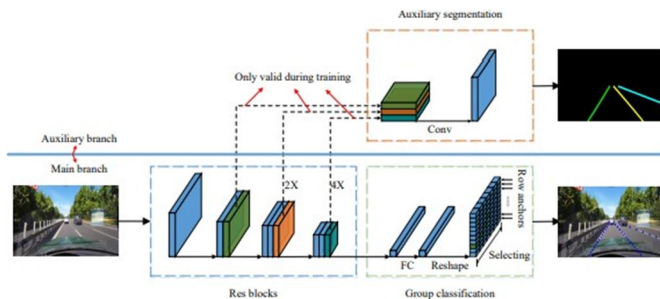 Auxiliary segmentation
Only valid during training
Conv
Auxiliary branch
Main branch
2X
4X
Row anchors
Selecting
FC
Reshape
Res blocks
Group classification